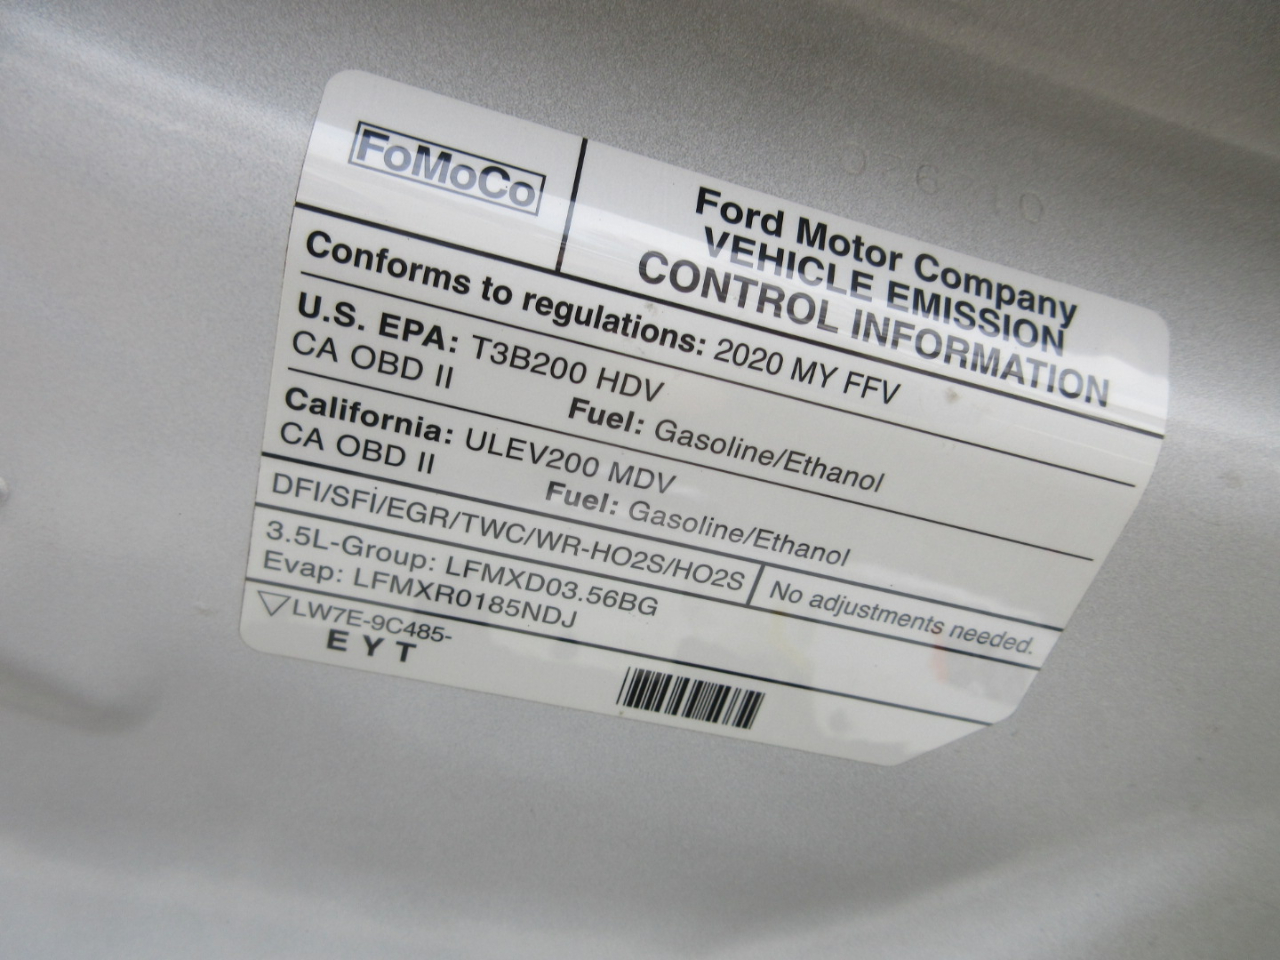 FoMoCo
Ford Motor Company
VEHICLE EMISSION
CONTROL INFORMATION
Conforms to regulations: 2020 MY FFV
U.S. EPA: T3B200 HDV
CA OBD II Fuel: Gasoline/Ethanol
California: ULEV200 MDV
CA OBD II Fuel: Gasoline/Ethanol
DFI/SFI/EGR/TWC/WR-HO2S/HO2S
No adjustments needed.
3.5L-Group: LFMXD03.56BG
Evap: LFMXR0185NDJ
LW7E-9C485-
E Y T